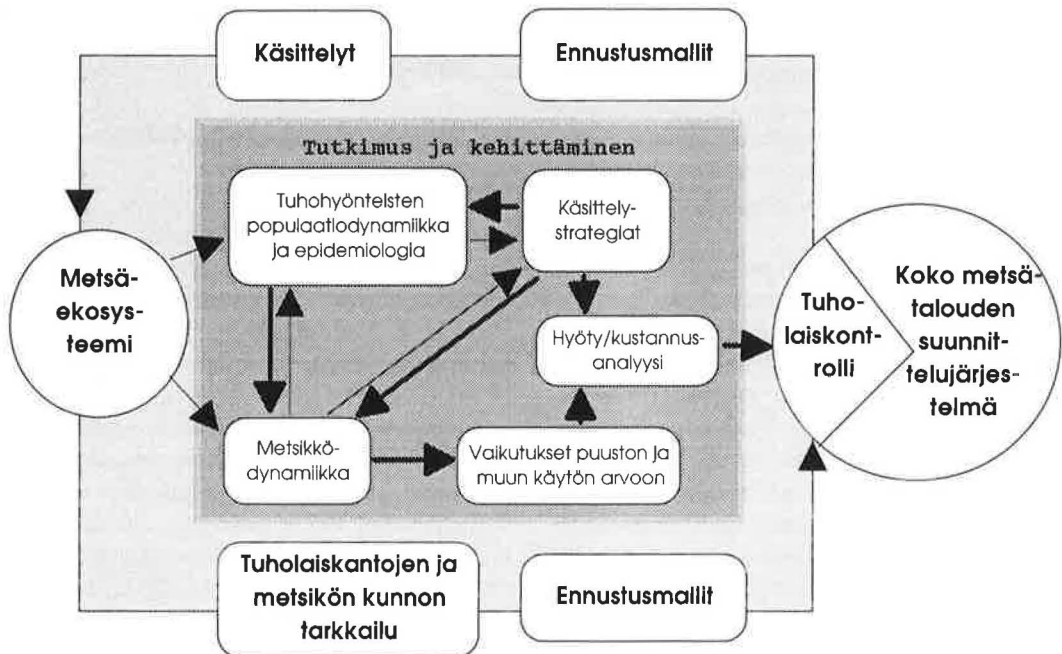 Käsittelyt
Ennustusmallit
Tutkimus ja kehittäminen
Tuhohyöntelsten
populaatiodynamiikka
ja epidemiologia
Käsittely-
strategiat
Metsä-
ekosys-
teemi
Hyöty/kustannus-
analyysi
Tuho-
laiskont-
rolli
Koko metsä-
talouden
suunnit-
telujärjes-
telmä
Metsikkö-
dynamiikka
Vaikutukset puuston ja
muun käytön arvoon
Tuholaiskantojen ja
metsikön kunnon
tarkkailu
Ennustusmallit